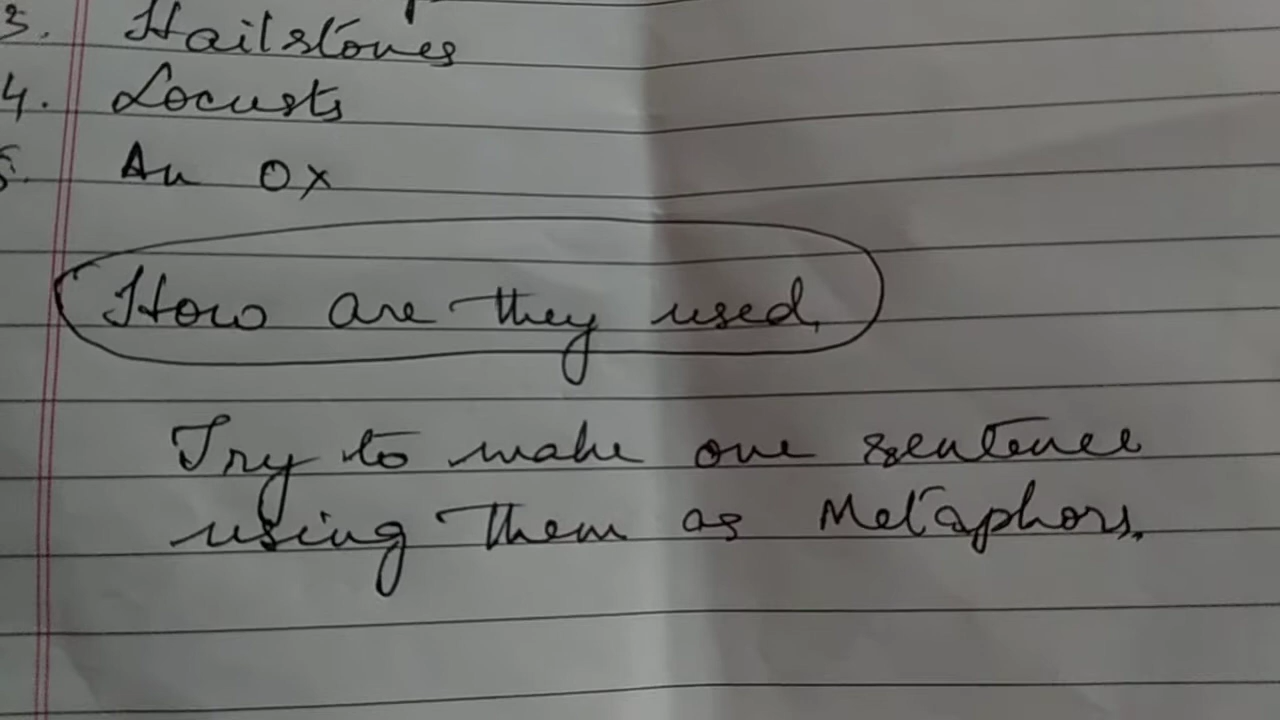 3. Hailstones
4. Locusts
5. An ox
How are they used.
Try to make one sentence
using them as Metaphors.